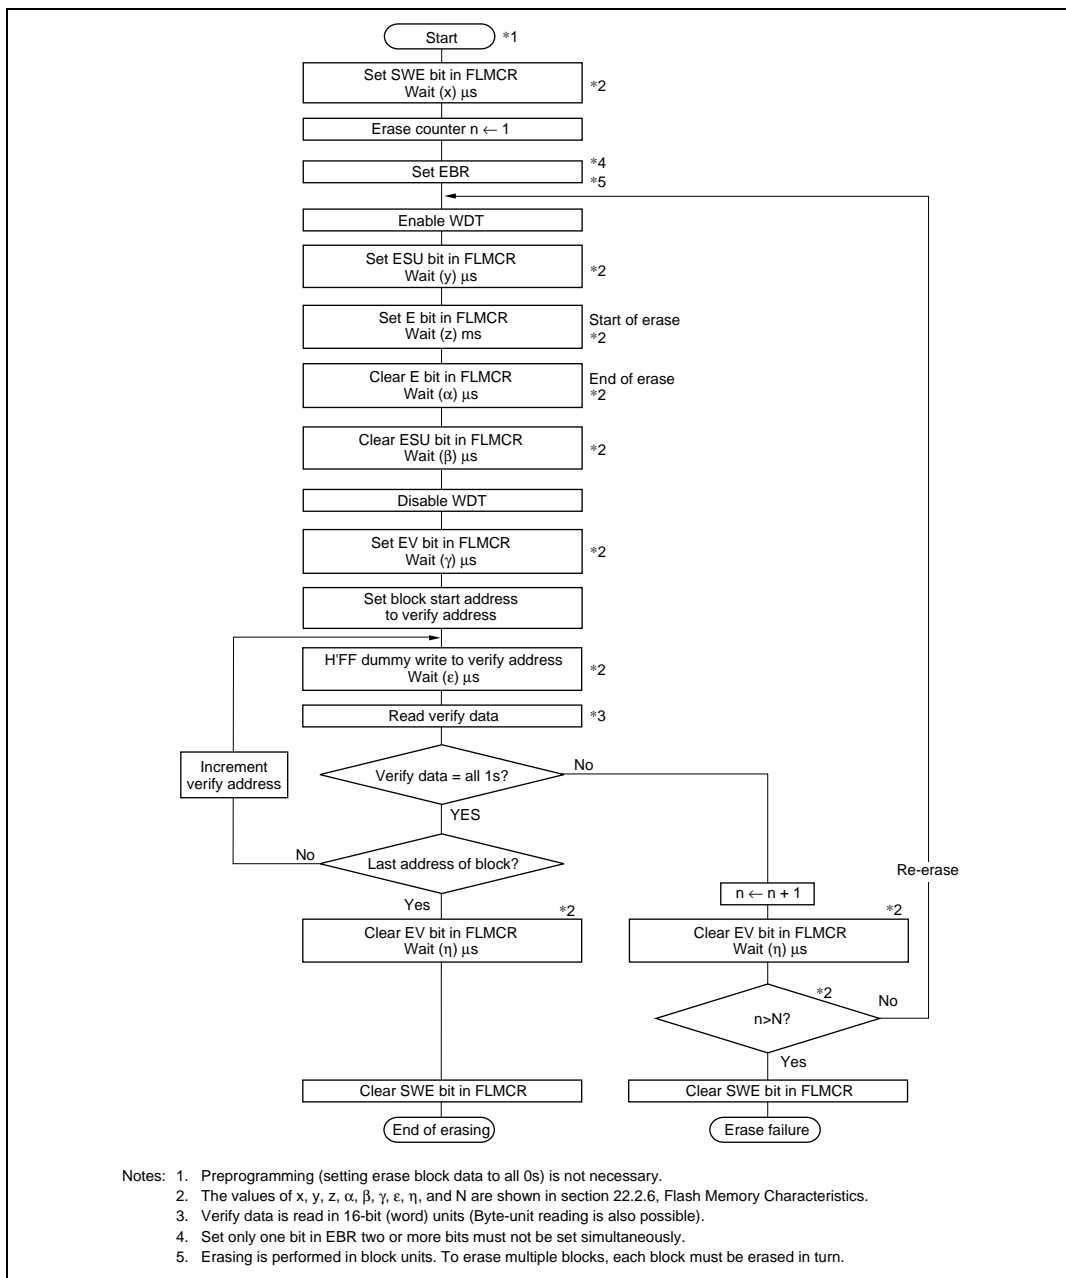 Start *1
Set SWE bit in FLMCR
Wait (x) μs
*2
Erase counter n ← 1
Set EBR
*4
*5
Enable WDT
Set ESU bit in FLMCR
Wait (y) μs
*2
Set E bit in FLMCR
Wait (z) ms
Start of erase
*2
Clear E bit in FLMCR
Wait (α) μs
End of erase
*2
Clear ESU bit in FLMCR
Wait (β) μs
*2
Disable WDT
Set EV bit in FLMCR
Wait (γ) μs
*2
Set block start address
to verify address
H'FF dummy write to verify address
Wait (ε) μs
*2
Read verify data
*3
Increment
verify address
Verify data = all 1s?
No
YES
Last address of block?
No
Yes
Re-erase
n ← n + 1
*2
Clear EV bit in FLMCR
Wait (η) μs
*2
Clear EV bit in FLMCR
Wait (η) μs
*2
n>N?
No
Yes
Clear SWE bit in FLMCR
Clear SWE bit in FLMCR
End of erasing
Erase failure
Notes: 1. Preprogramming (setting erase block data to all 0s) is not necessary.
2. The values of x, y, z, α, β, γ, ε, η, and N are shown in section 22.2.6, Flash Memory Characteristics.
3. Verify data is read in 16-bit (word) units (Byte-unit reading is also possible).
4. Set only one bit in EBR two or more bits must not be set simultaneously.
5. Erasing is performed in block units. To erase multiple blocks, each block must be erased in turn.